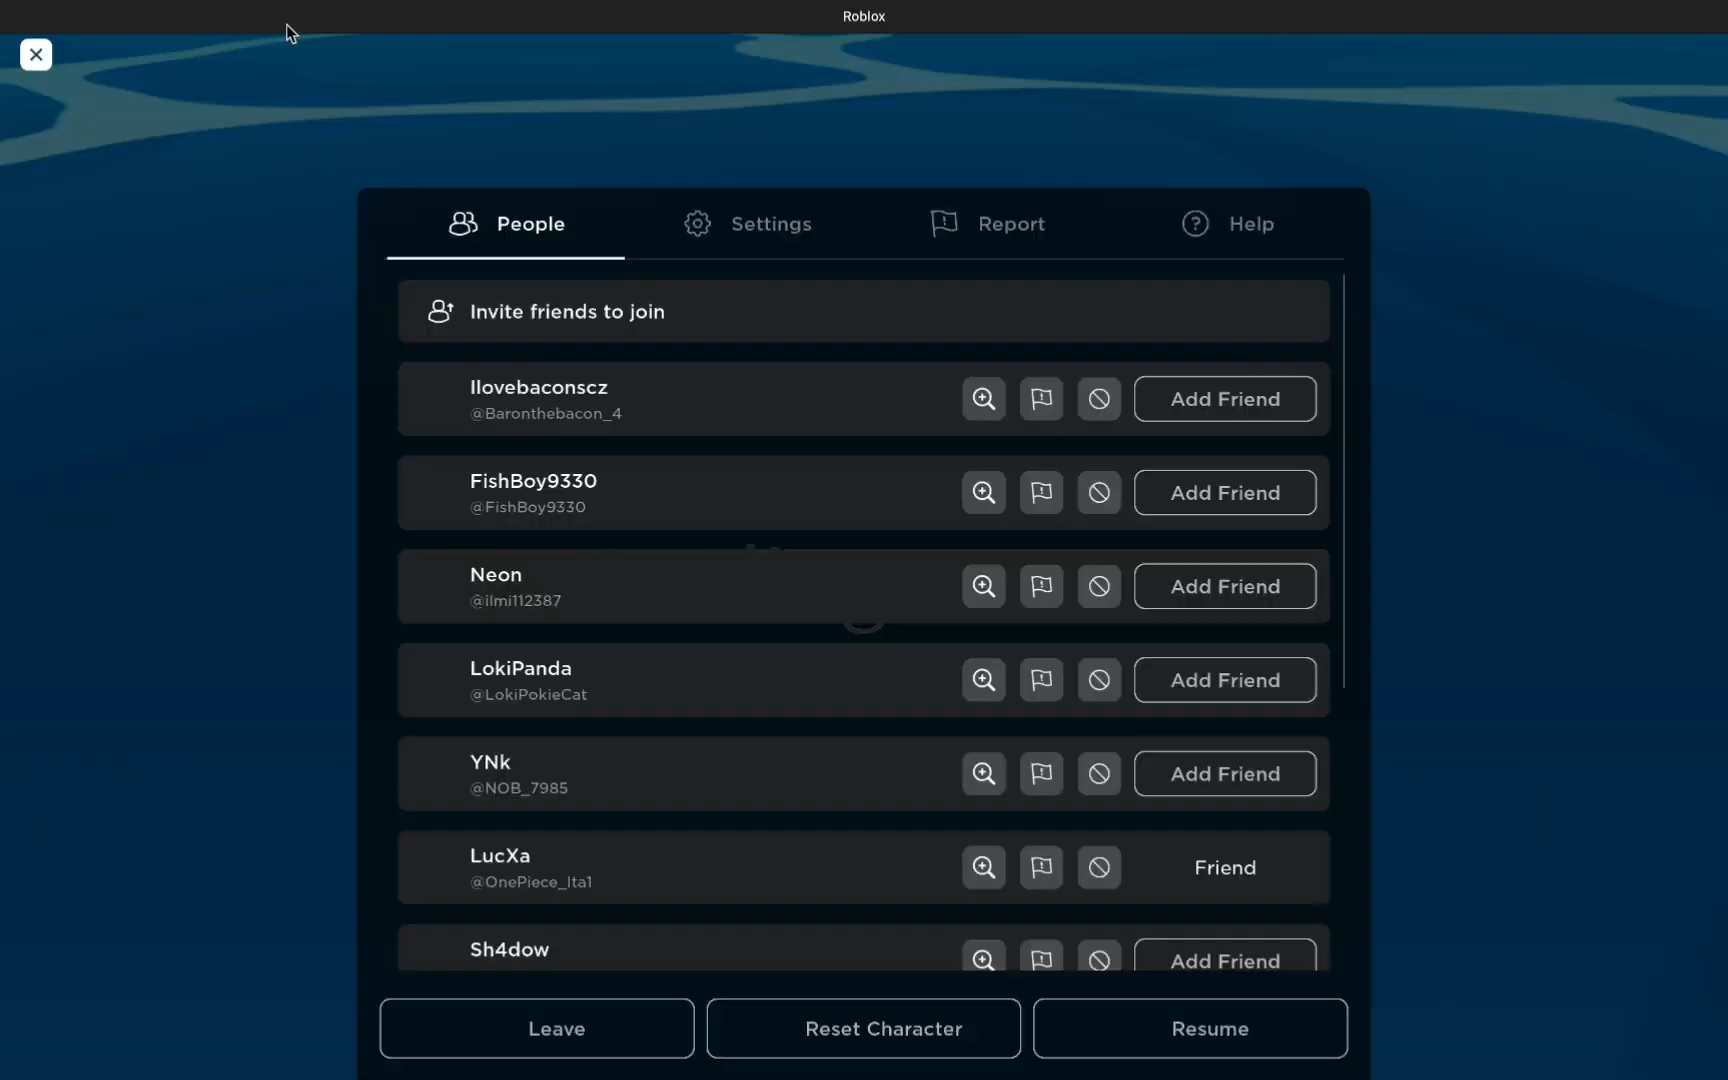 Roblox
People
Settings
Report
Help
Invite friends to join
Ilovebaconscz
@Baronthebacon_4
Add Friend
FishBoy9330
@FishBoy9330
Add Friend
Neon
@ilmi112387
Add Friend
LokiPanda
@LokiPokieCat
Add Friend
YNk
@NOB_7985
Add Friend
LucXa
@OnePiece_Ita1
Friend
Sh4dow
Add Friend
Leave
Reset Character
Resume